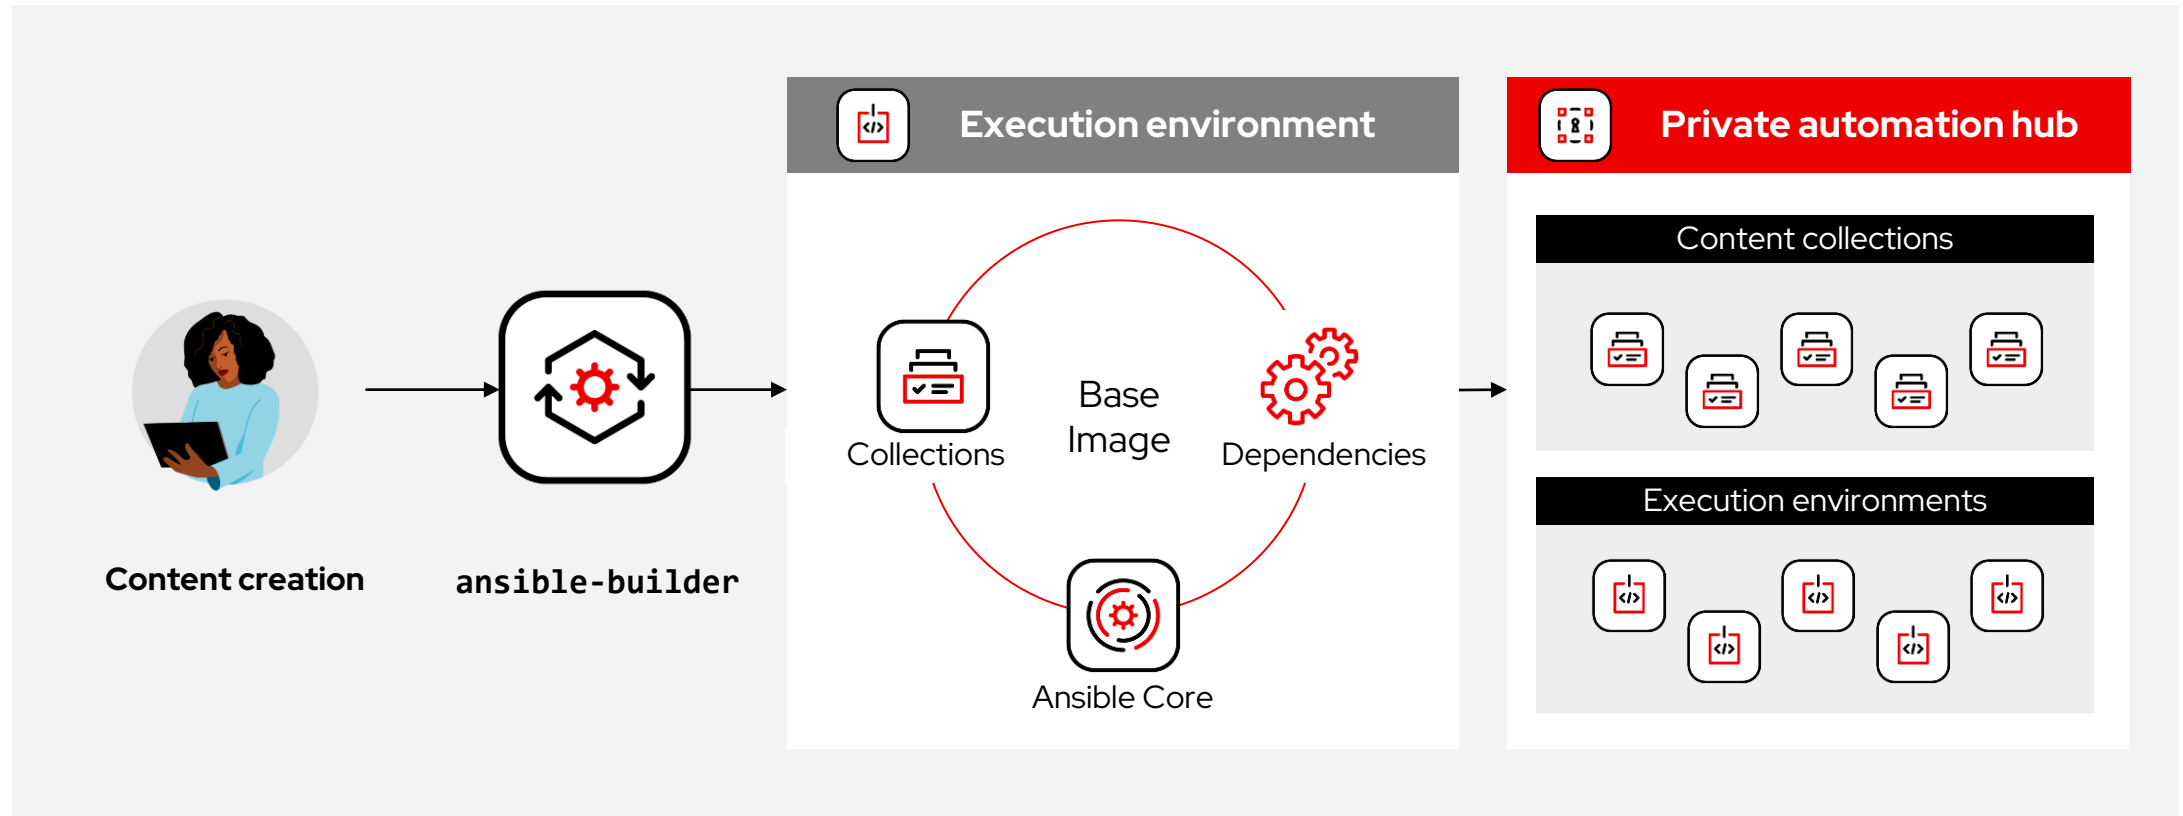 Content creation
ansible-builder
Execution environment
Collections
Base
Image
Dependencies
Ansible Core
Private automation hub
Content collections
Execution environments